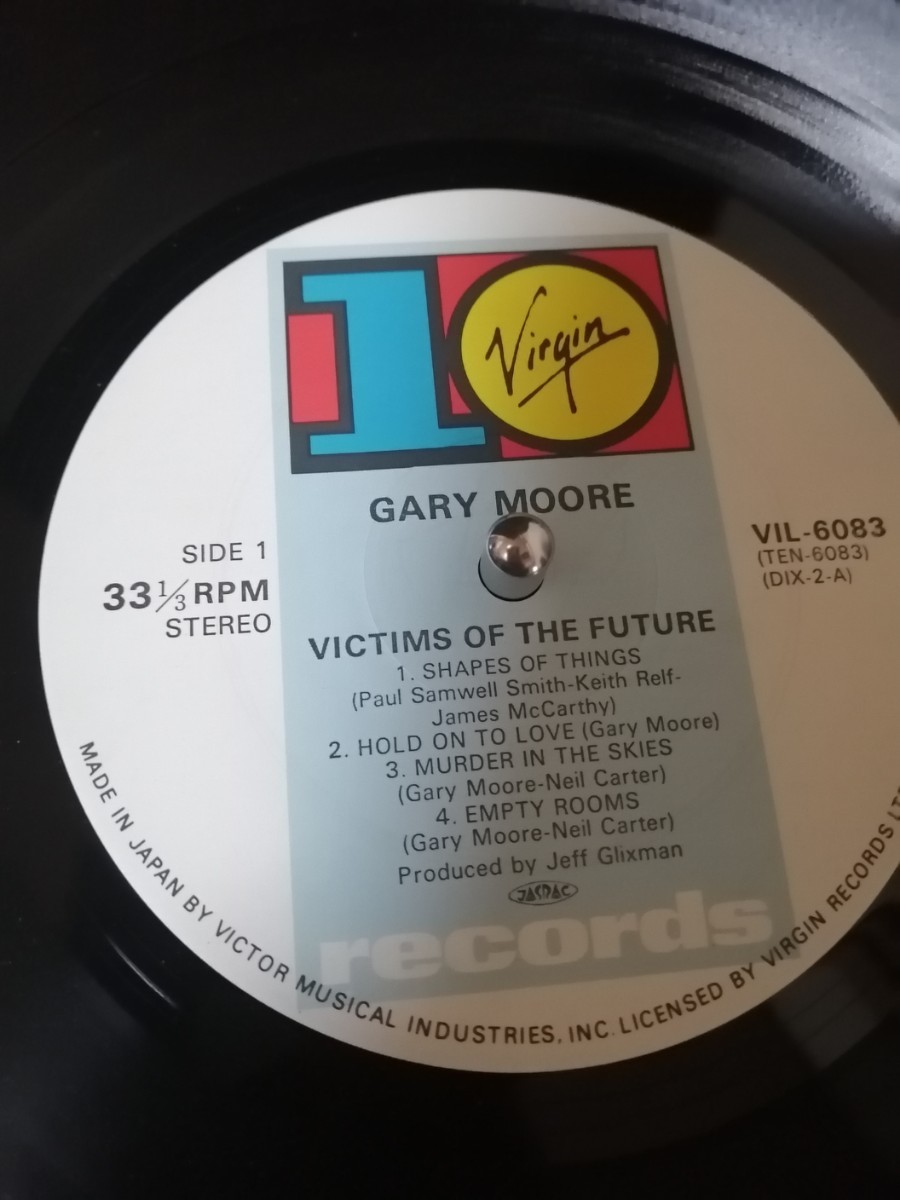 10
Virgin
GARY MOORE
SIDE 1
33 1/3 RPM
STEREO
VIL-6083
(TEN-6083)
(DIX-2-A)
VICTIMS OF THE FUTURE
1. SHAPES OF THINGS
(Paul Samwell Smith-Keith Relf-
James McCarthy)
2. HOLD ON TO LOVE (Gary Moore)
3. MURDER IN THE SKIES
(Gary Moore-Neil Carter)
4. EMPTY ROOMS
(Gary Moore-Neil Carter)
Produced by Jeff Glixman
JASRAC
records
MADE IN JAPAN BY VICTOR MUSICAL INDUSTRIES, INC. LICENSED BY VIRGIN RECORDS